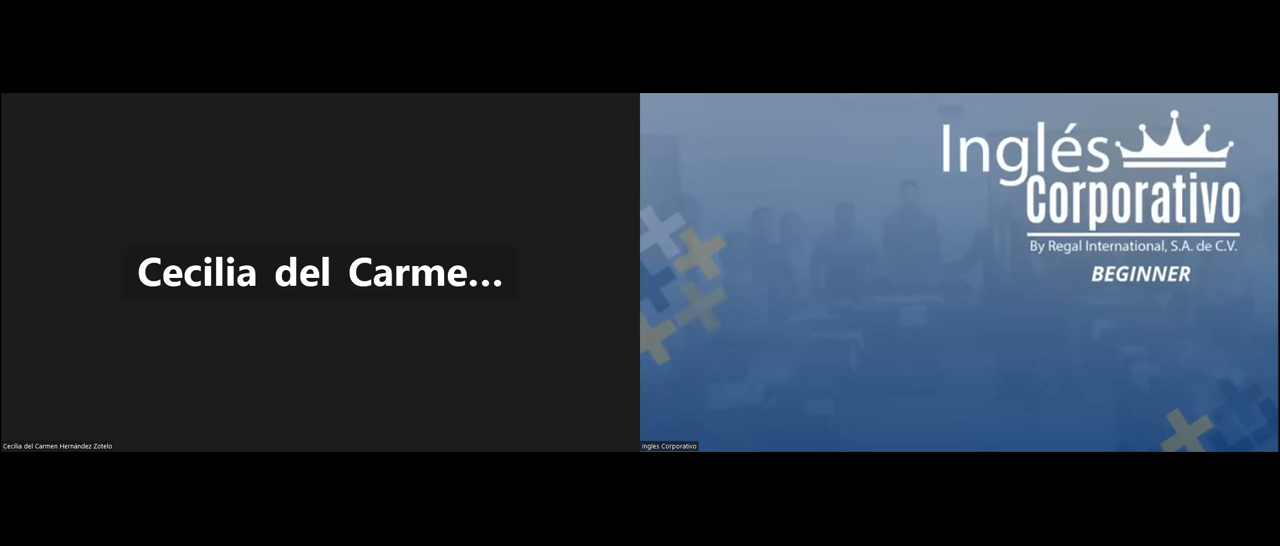 Cecilia del Carme...
Cecilia del Carmen Hernández Zotelo
Inglés
Corporativo
By Regal International, S.A. de C.V.
BEGINNER
Ingles Corporativo